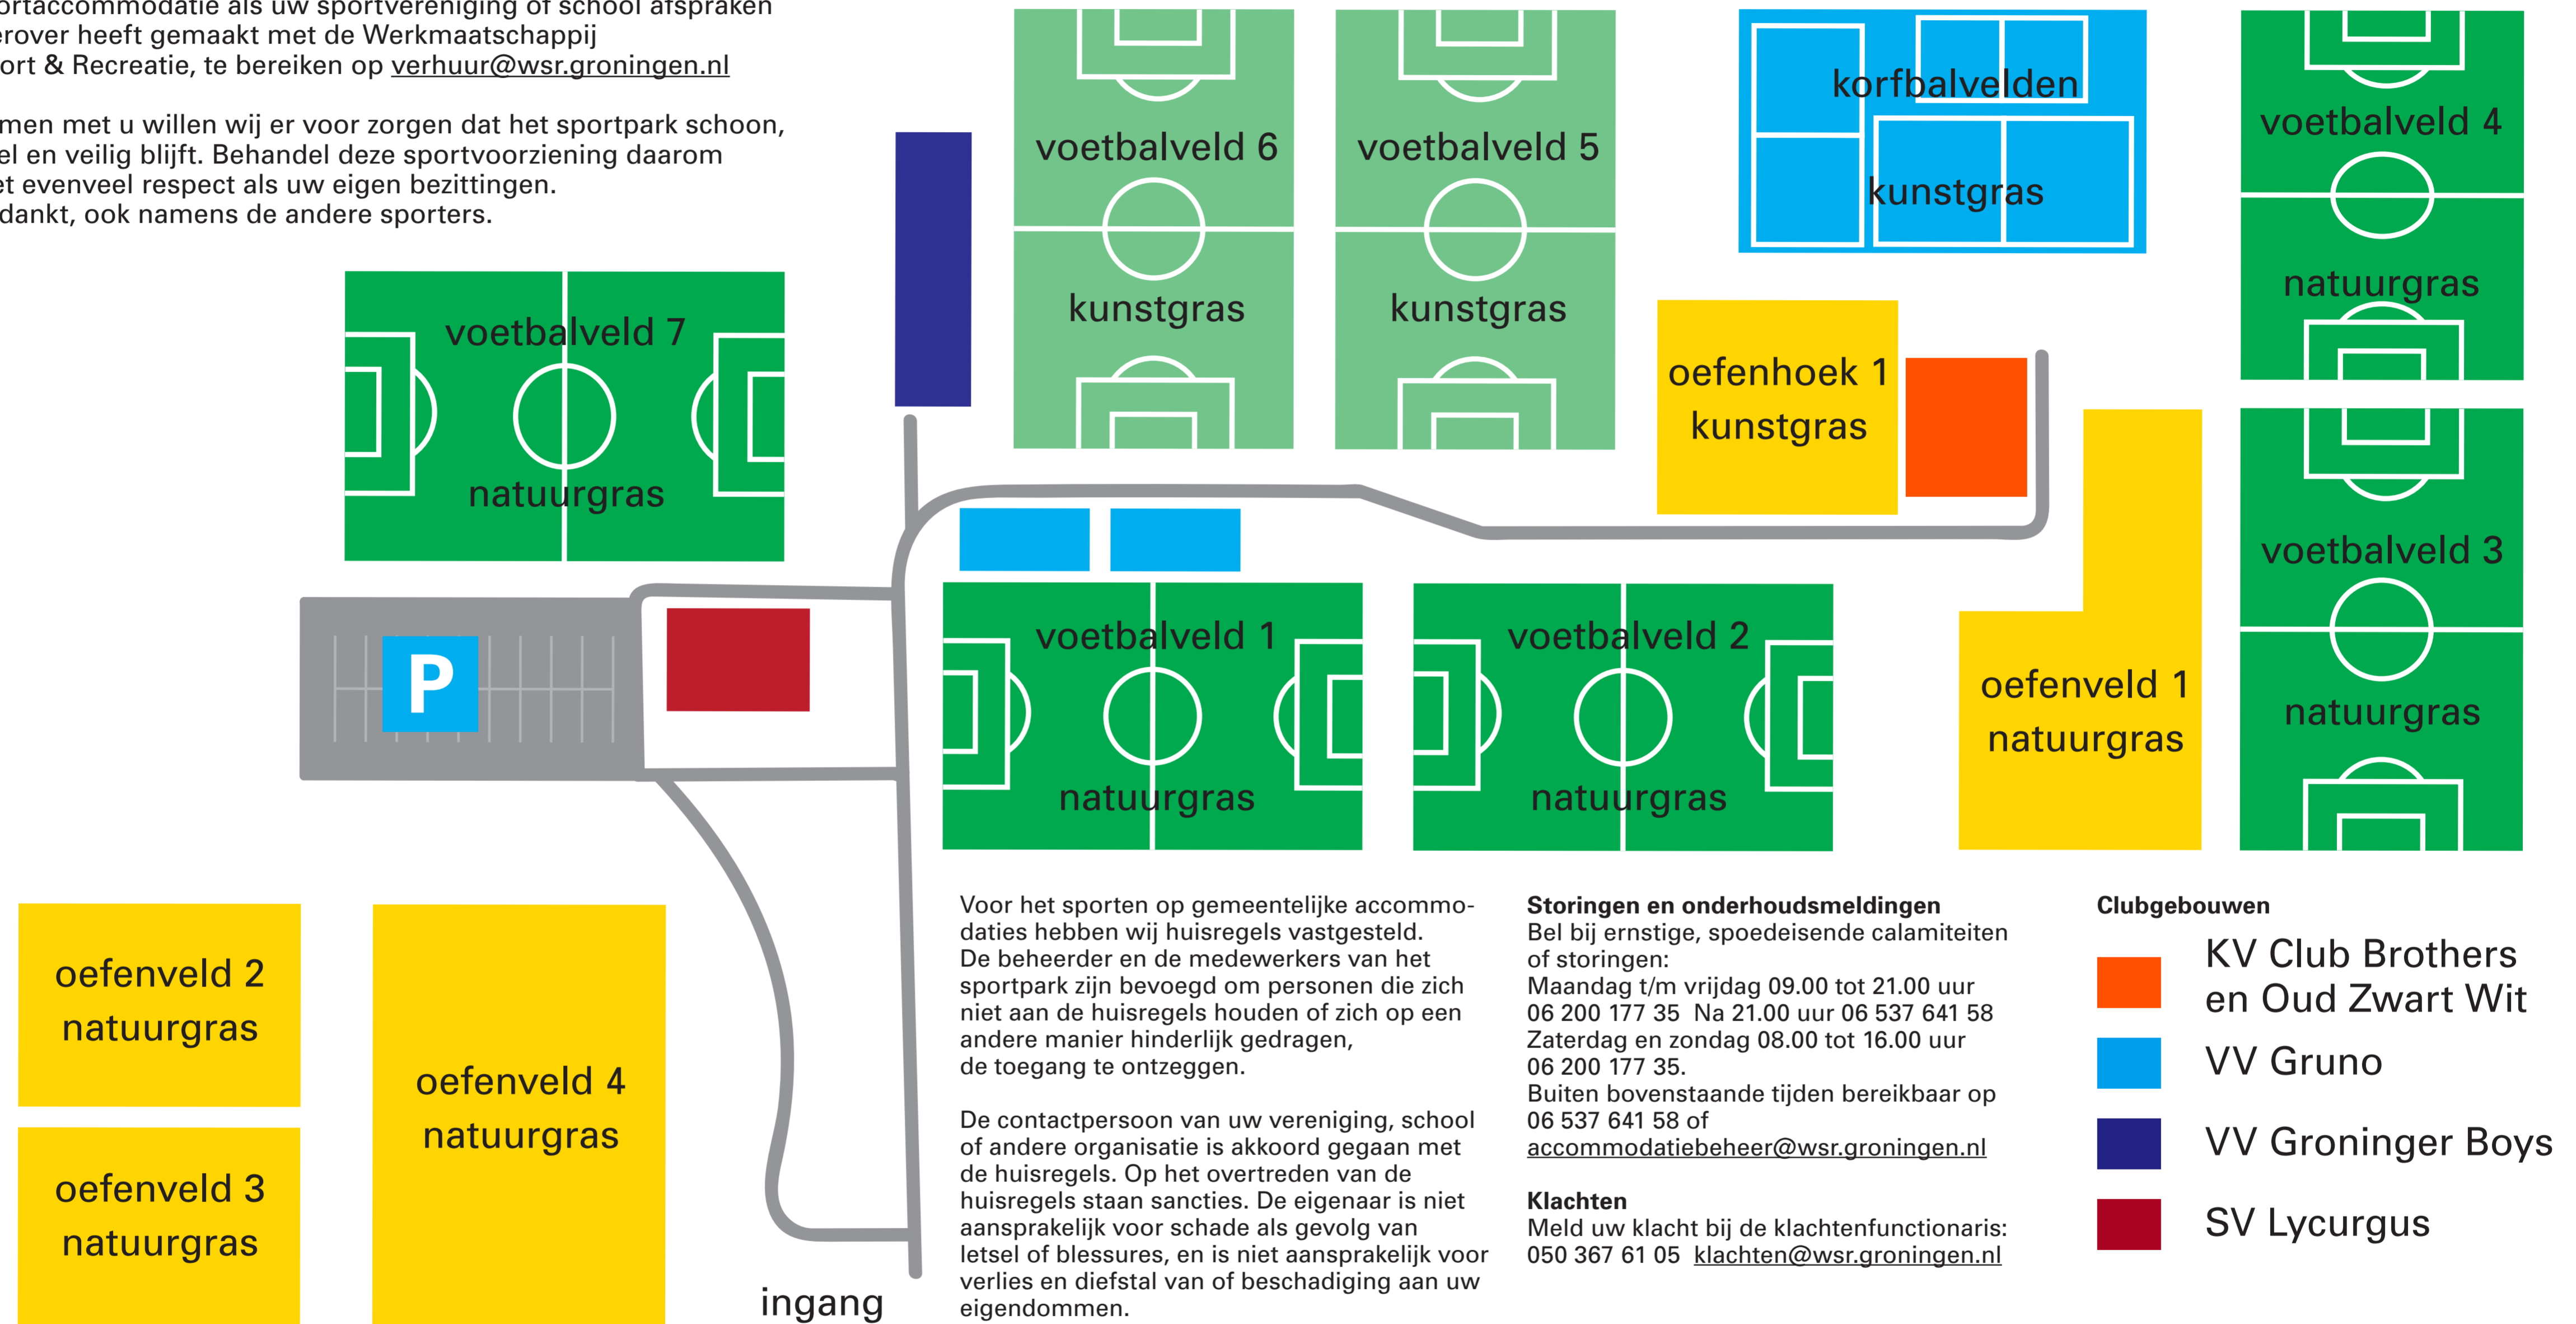 ortaccommodatie als uw sportvereniging of school afspraken
erover heeft gemaakt met de Werkmaatschappij
ort & Recreatie, te bereiken op verhuur@wsr.groningen.nl
men met u willen wij er voor zorgen dat het sportpark schoon,
el en veilig blijft. Behandel deze sportvoorziening daarom
et evenveel respect als uw eigen bezittingen.
dankt, ook namens de andere sporters.
voetbalveld 6
kunstgras
voetbalveld 5
kunstgras
korfbalvelden
kunstgras
voetbalveld 4
natuurgras
voetbalveld 7
natuurgras
oefenhoek 1
kunstgras
voetbalveld 3
natuurgras
P
voetbalveld 1
natuurgras
voetbalveld 2
natuurgras
oefenveld 1
natuurgras
oefenveld 2
natuurgras
oefenveld 3
natuurgras
oefenveld 4
natuurgras
ingang
Voor het sporten op gemeentelijke accommo-
daties hebben wij huisregels vastgesteld.
De beheerder en de medewerkers van het
sportpark zijn bevoegd om personen die zich
niet aan de huisregels houden of zich op een
andere manier hinderlijk gedragen,
de toegang te ontzeggen.
De contactpersoon van uw vereniging, school
of andere organisatie is akkoord gegaan met
de huisregels. Op het overtreden van de
huisregels staan sancties. De eigenaar is niet
aansprakelijk voor schade als gevolg van
letsel of blessures, en is niet aansprakelijk voor
verlies en diefstal van of beschadiging aan uw
eigendommen.
Storingen en onderhoudsmeldingen
Bel bij ernstige, spoedeisende calamiteiten
of storingen:
Maandag t/m vrijdag 09.00 tot 21.00 uur
06 200 177 35 Na 21.00 uur 06 537 641 58
Zaterdag en zondag 08.00 tot 16.00 uur
06 200 177 35.
Buiten bovenstaande tijden bereikbaar op
06 537 641 58 of
accommodatiebeheer@wsr.groningen.nl
Klachten
Meld uw klacht bij de klachtenfunctionaris:
050 367 61 05 klachten@wsr.groningen.nl
Clubgebouwen
KV Club Brothers
en Oud Zwart Wit
VV Gruno
VV Groninger Boys
SV Lycurgus